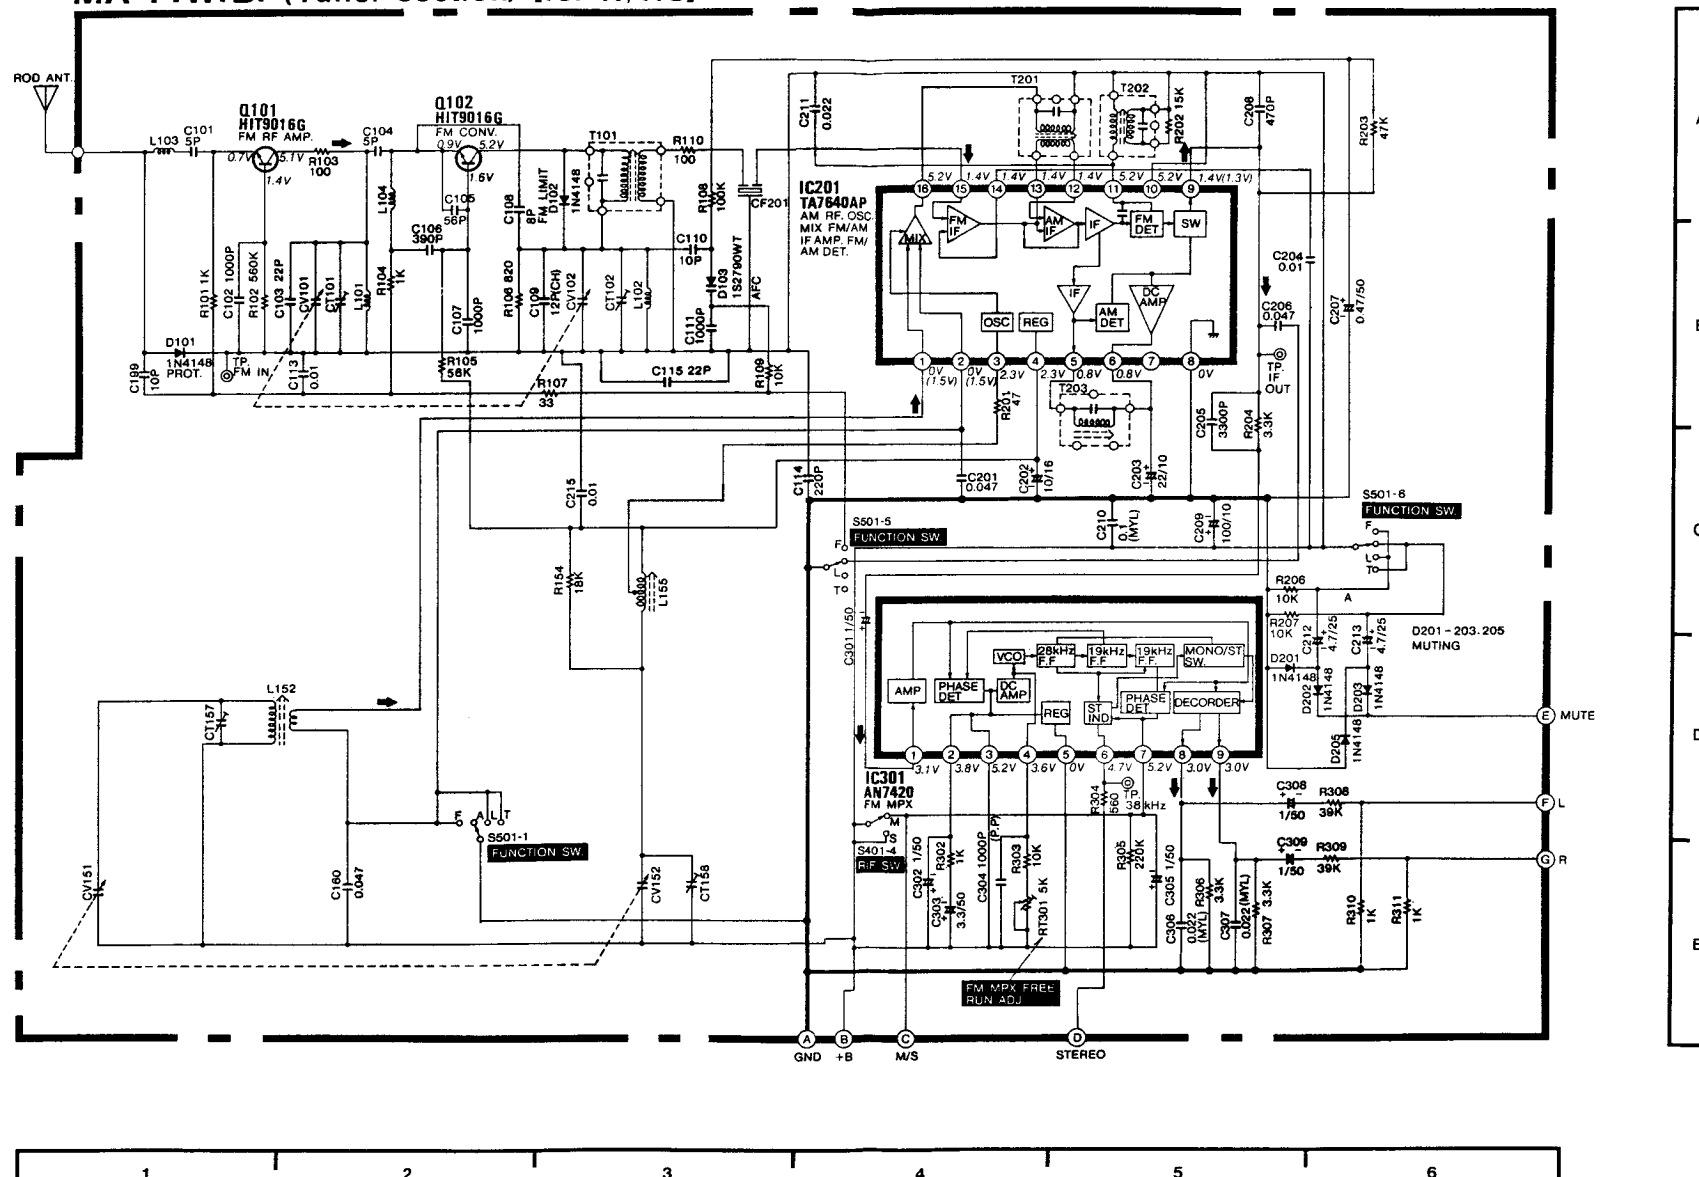 ROD ANT.
Q101
HIT9016G
FM RF AMP.
0.7V
5.1V
1.4V
L103
C101
5P
R103
100
C104
5P
Q102
HIT9016G
FM CONV.
0.9V
5.2V
1.6V
L104
C105
56P
C106
390P
C108
8P
FM LIMIT
D102
1N4148
T101
R110
100
R108
100K
CF201
C110
10P
D103
1S2790WT
AFC
C111
1000P
R109
10K
R101 1K
C102 1000P
R102 560K
C103 22P
CV101
CT101
L101
R104
1K
C107
1000P
R106 820
C109
12P(CH)
CV102
CT102
L102
D101
1N4148
PROT.
C199
10P
TP.
FM IN
C113
0.01
R105
56K
R107
33
C115 22P
C211
0.022
T201
T202
R202 15K
C208
470P
R203
47K
IC201
TA7640AP
AM RF. OSC.
MIX FM/AM
IF AMP. FM/
AM DET.
16
15
14
13
12
11
10
9
5.2V
1.4V
1.4V
1.4V
1.4V
5.2V
5.2V
1.4V(1.3V)
MIX
FM
IF
AM
IF
IF
FM
DET
SW
IF
DC
AMP
AM
DET
OSC
REG
1
2
3
4
5
6
7
8
0V
(1.5V)
0V
(1.5V)
2.3V
2.3V
0.8V
0.8V
0V
R201
47
T203
C204
0.01
C206
0.047
C207
0.47/50
TP.
IF
OUT
C205
3300P
R204
3.3K
C114
220P
C215
0.01
C201
0.047
C202
10/16
C203
22/10
C210
0.1
(MYL)
C209
100/10
S501-5
FUNCTION SW.
F
L
T
S501-6
FUNCTION SW.
F
L
T
R154
18K
L155
C301 1/50
R206
10K
A
R207
10K
C212
4.7/25
C213
4.7/25
D201-203.205
MUTING
D201
1N4148
D202
1N4148
D203
1N4148
D205
1N4148
VCO
28kHz
F.F
19kHz
F.F
19kHz
F.F.
MONO/ST
SW.
AMP
PHASE
DET
DC
AMP
REG
ST
IND
PHASE
DET
DECORDER
1
2
3
4
5
6
7
8
9
3.1V
3.8V
5.2V
3.6V
0V
4.7V
5.2V
3.0V
3.0V
IC301
AN7420
FM MPX
R304
560
TP.
38 kHz
M
S
S401-4
R/F SW.
E
MUTE
F
L
G
R
C308
1/50
R308
39K
C309
1/50
R309
39K
R310
1K
R311
1K
C302 1/50
R302
1K
C303
3.3/50
C304 1000P
(P.P)
R303
10K
RT301 5K
R305
220K
C305 1/50
C306
0.022
(MYL)
R306
3.3K
C307
0.022(MYL)
R307 3.3K
FM MPX FREE
RUN ADJ
L152
CT157
CV151
C160
0.047
F
A
L
T
S501-1
FUNCTION SW.
CV152
CT158
A
GND
B
+B
C
M/S
D
STEREO
1
2
3
4
5
6